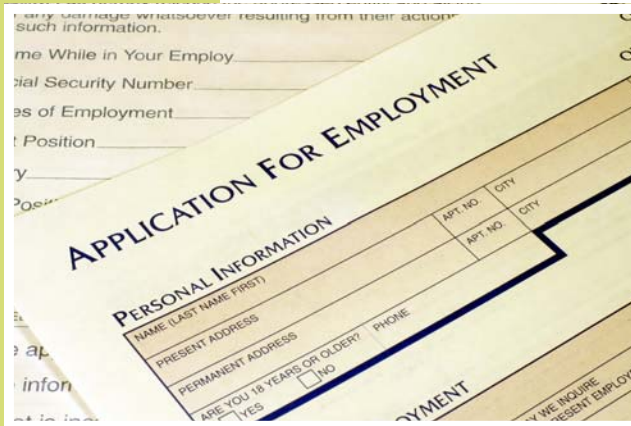 any damage whatsoever resulting from their action
such information.
me While in Your Employ
cial Security Number
es of Employment
t Position
y
Posit
APPLICATION FOR EMPLOYMENT
PERSONAL INFORMATION
NAME (LAST NAME FIRST)
PRESENT ADDRESS APT. NO. CITY
PERMANENT ADDRESS APT. NO. CITY
ARE YOU 18 YEARS OR OLDER? PHONE
YES NO
OYMENT
Y WE INQUIRE
RESENT EMPLOY
e ap
infor